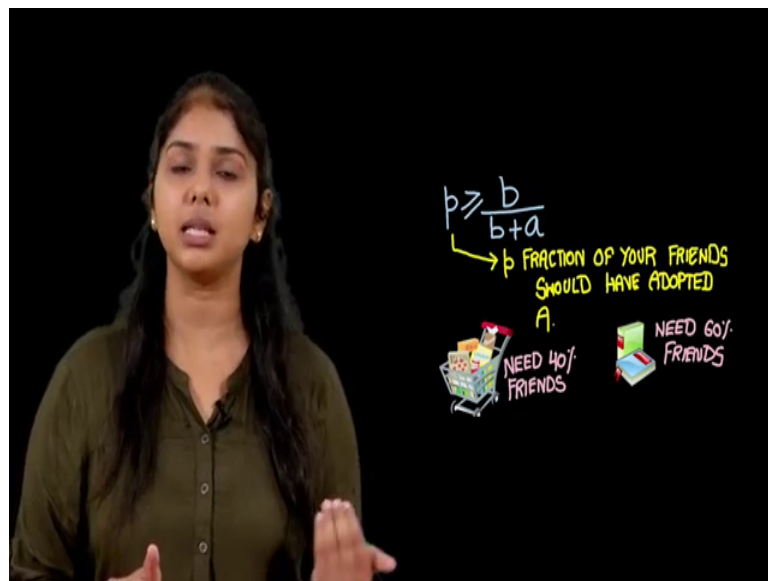 p ≥ b / b+a
p FRACTION OF YOUR FRIENDS
SHOULD HAVE ADOPTED
A.
NEED 40%
FRIENDS
NEED 60%
FRIENDS